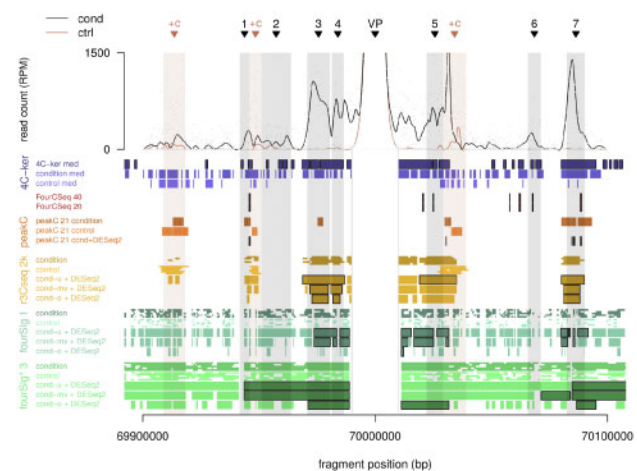 cond
ctrl
+c 1 +c 2 3 4 VP 5 +c 6 7
1500
read count (RPM)
0
4C-ker
4C-ker med
condition med
control med
FourCSeq 40
FourCSeq 20
peakC
peakC 21 condition
peakC 21 control
peakC 21 cond+DESeq2
r3Cseq 2k
condition
control
cond-u + DESeq2
cond-mv + DESeq2
cond-s + DESeq2
fourSig 1
condition
control
cond-u + DESeq2
cond-mv + DESeq2
cond-s + DESeq2
fourSig* 3
condition
control
cond-u + DESeq2
cond-mv + DESeq2
cond-s + DESeq2
69900000 70000000 70100000
fragment position (bp)